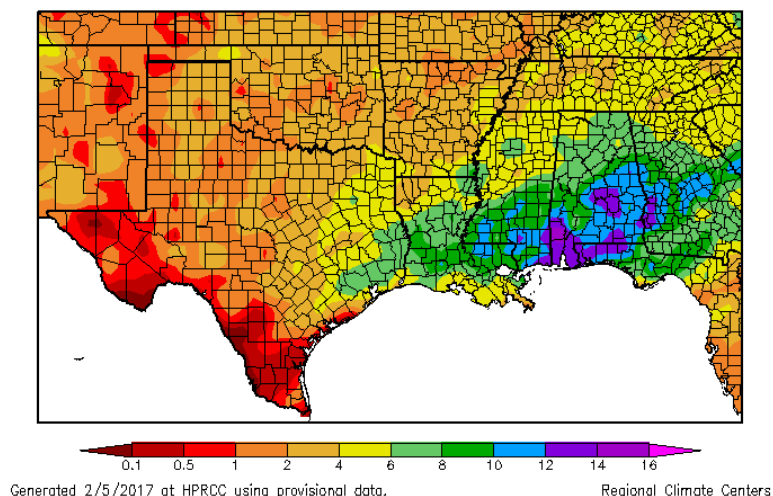 0.1 0.5 1 2 4 6 8 10 12 14 16
Generated 2/5/2017 at HPRCC using provisional data. Regional Climate Centers